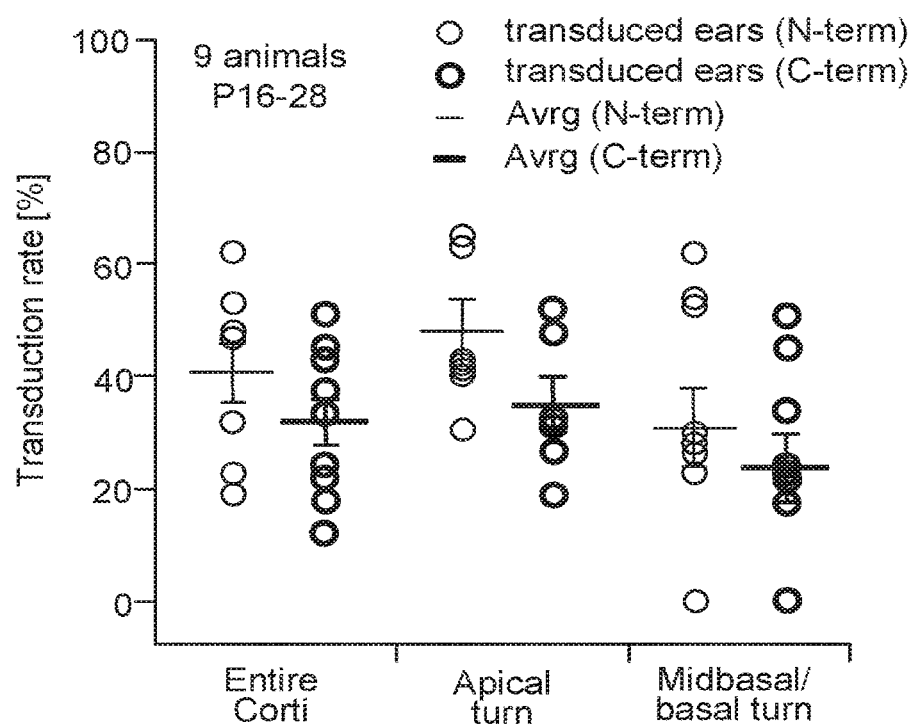 9 animals
P16-28
transduced ears (N-term)
transduced ears (C-term)
Avrg (N-term)
Avrg (C-term)
Transduction rate [%]
100
80
60
40
20
0
Entire
Corti
Apical
turn
Midbasal/
basal turn